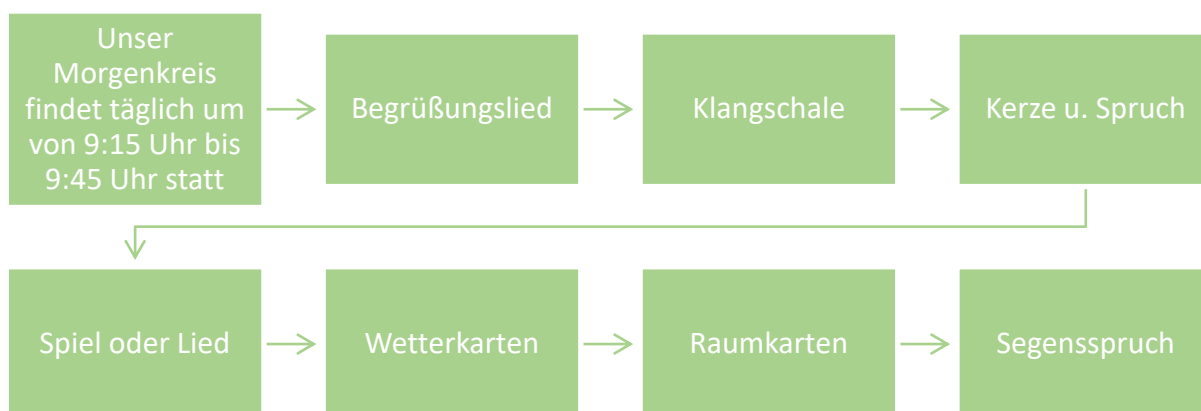 Unser
Morgenkreis
findet täglich um
von 9:15 Uhr bis
9:45 Uhr statt
Begrüßungslied
Klangschale
Kerze u. Spruch
Spiel oder Lied
Wetterkarten
Raumkarten
Segensspruch